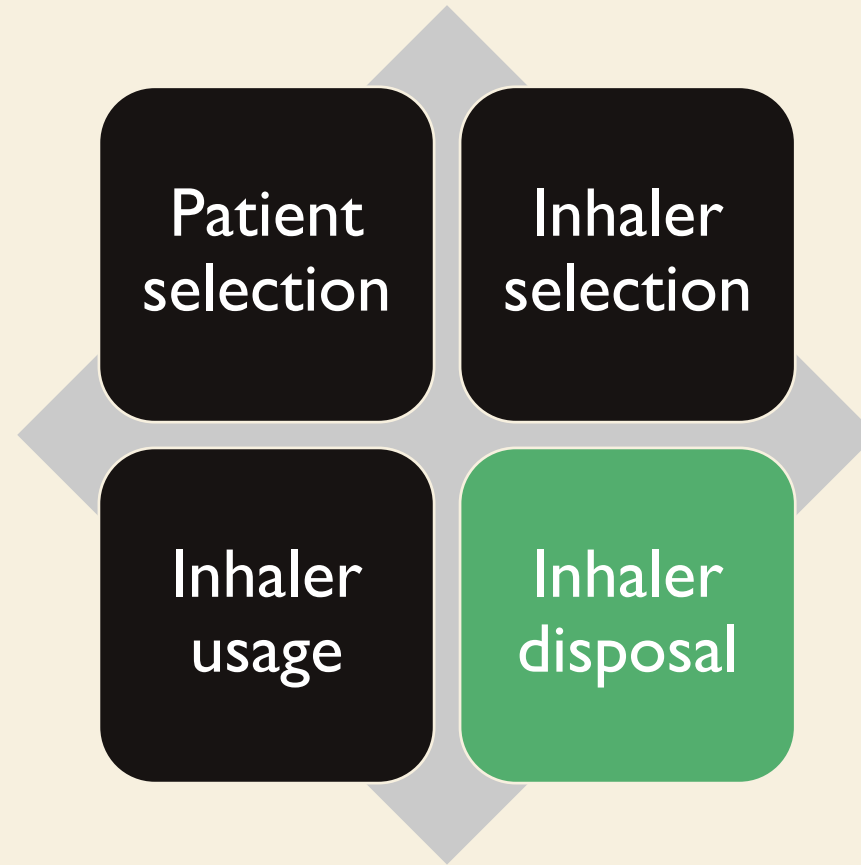 Patient
selection
Inhaler
selection
Inhaler
usage
Inhaler
disposal